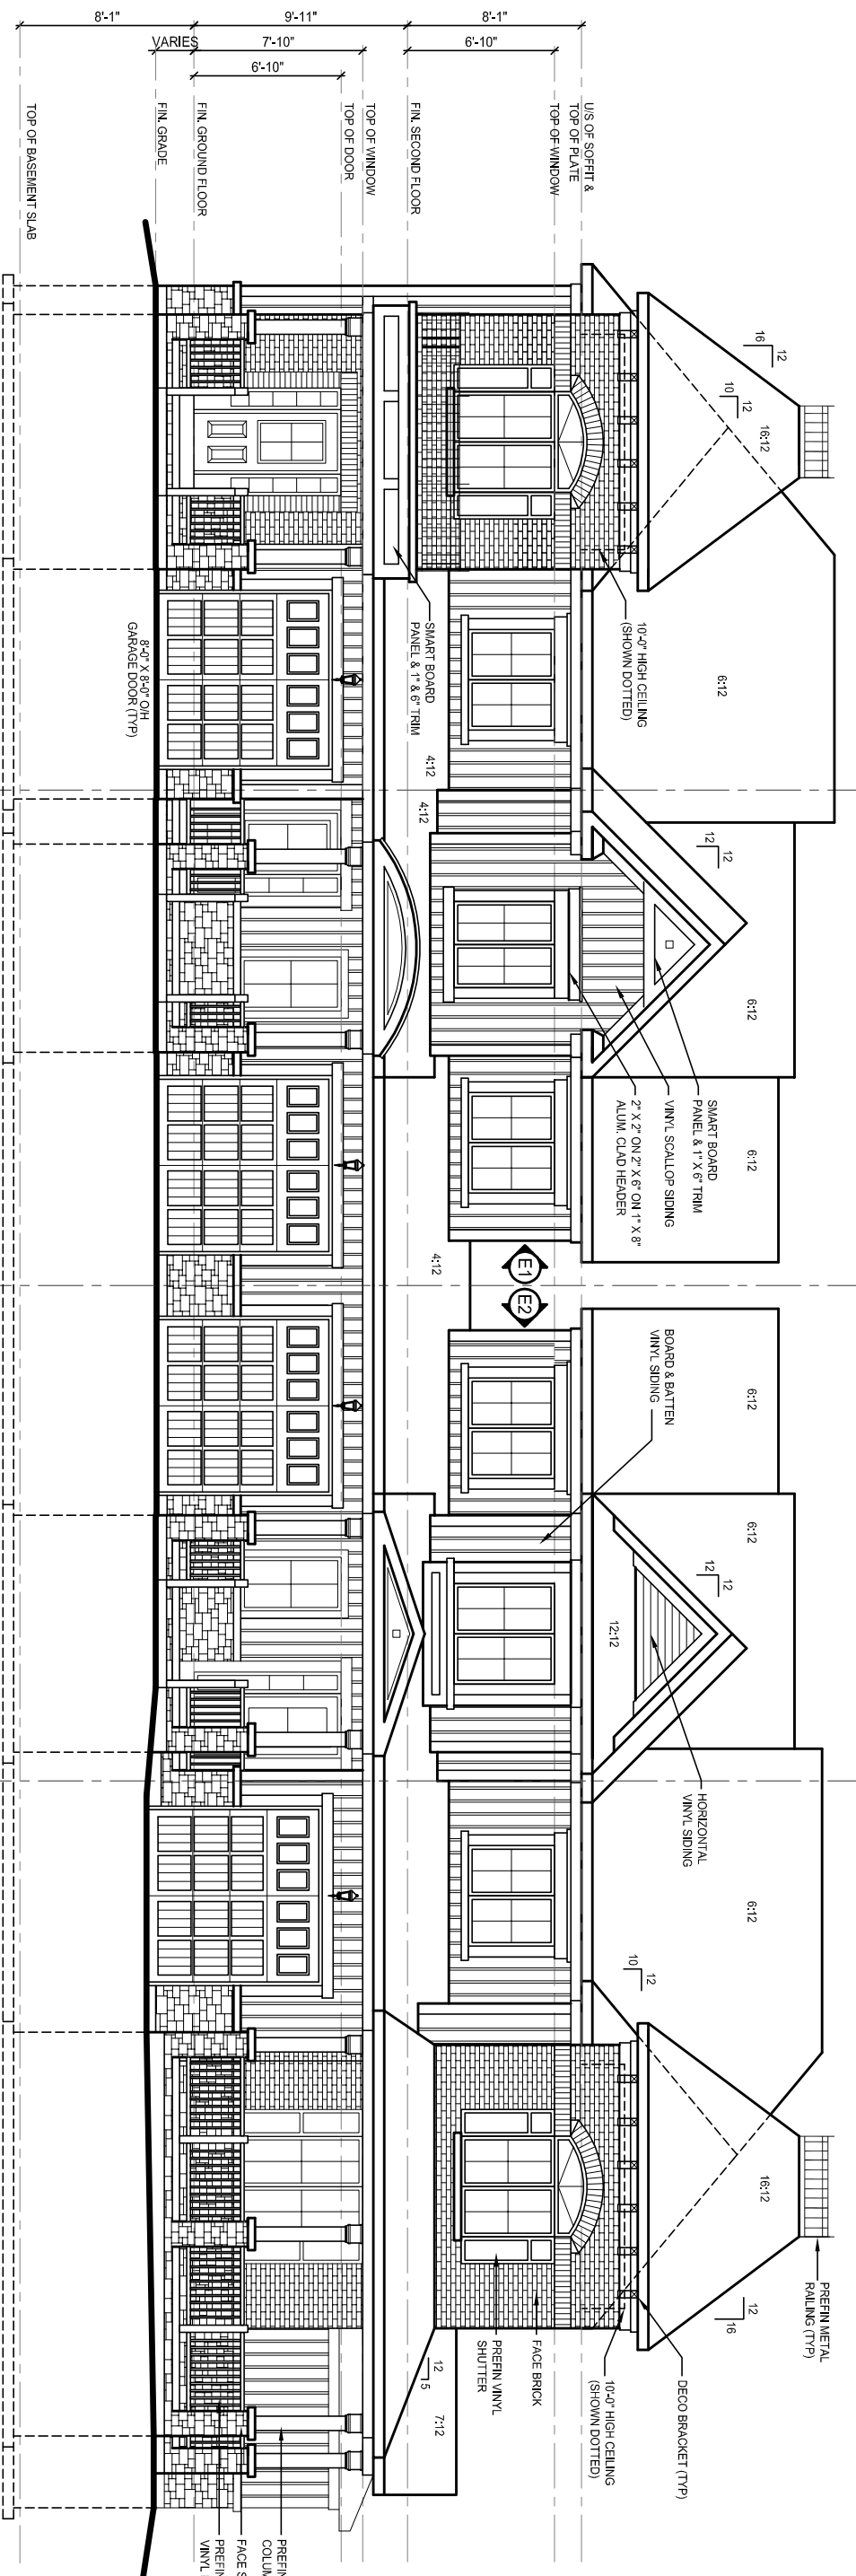 8'-1"
9'-11"
8'-1"
VARIES
7'-10"
6'-10"
6'-10"
U/S OF SOFFIT &
TOP OF PLATE
TOP OF WINDOW
FIN. SECOND FLOOR
TOP OF WINDOW
TOP OF DOOR
FIN. GROUND FLOOR
FIN. GRADE
TOP OF BASEMENT SLAB
12
16
12
10
16:12
10'-0" HIGH CEILING
(SHOWN DOTTED)
SMART BOARD
PANEL & 1" & 6" TRIM
8'-0" X 8'-0" O/H
GARAGE DOOR (TYP)
6:12
4:12
4:12
12
12
6:12
SMART BOARD
PANEL & 1" X 6" TRIM
VINYL SCALLOP SIDING
2" X 2" ON 2" X 6" ON 1" X 8"
ALUM. CLAD HEADER
6:12
4:12
E1
E2
BOARD & BATTEN
VINYL SIDING
6:12
6:12
12
12
12:12
HORIZONTAL
VINYL SIDING
6:12
12
10
16:12
PREFIN METAL
RAILING (TYP)
12
16
DECO BRACKET (TYP)
10'-0" HIGH CEILING
(SHOWN DOTTED)
FACE BRICK
PREFIN VINYL
SHUTTER
12
5
7:12
PREFIN
COLUM
FACE S
PREFIN
VINYL